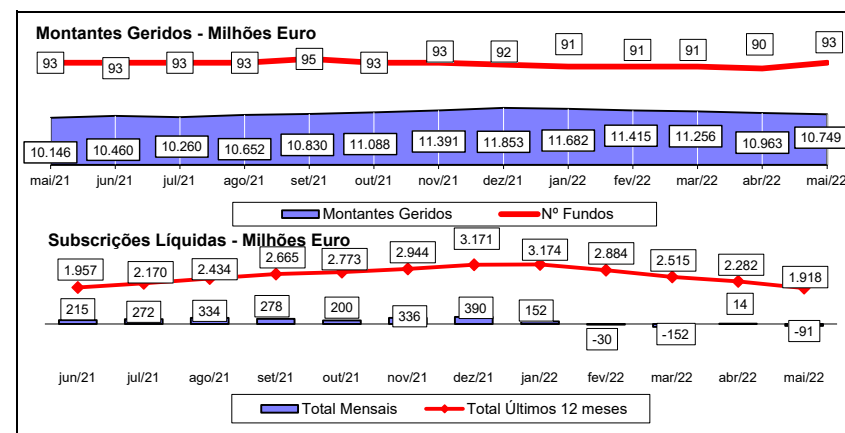 Montantes Geridos - Milhões Euro
93 93 93 93 95 93 93 92 91 91 91 90 93
10.146 10.460 10.260 10.652 10.830 11.088 11.391 11.853 11.682 11.415 11.256 10.963 10.749
mai/21 jun/21 jul/21 ago/21 set/21 out/21 nov/21 dez/21 jan/22 fev/22 mar/22 abr/22 mai/22
Montantes Geridos Nº Fundos
Subscrições Líquidas - Milhões Euro
1.957 2.170 2.434 2.665 2.773 2.944 3.171 3.174 2.884 2.515 2.282 1.918
215 272 334 278 200 336 390 152 -30 -152 14 -91
jun/21 jul/21 ago/21 set/21 out/21 nov/21 dez/21 jan/22 fev/22 mar/22 abr/22 mai/22
Total Mensais Total Últimos 12 meses